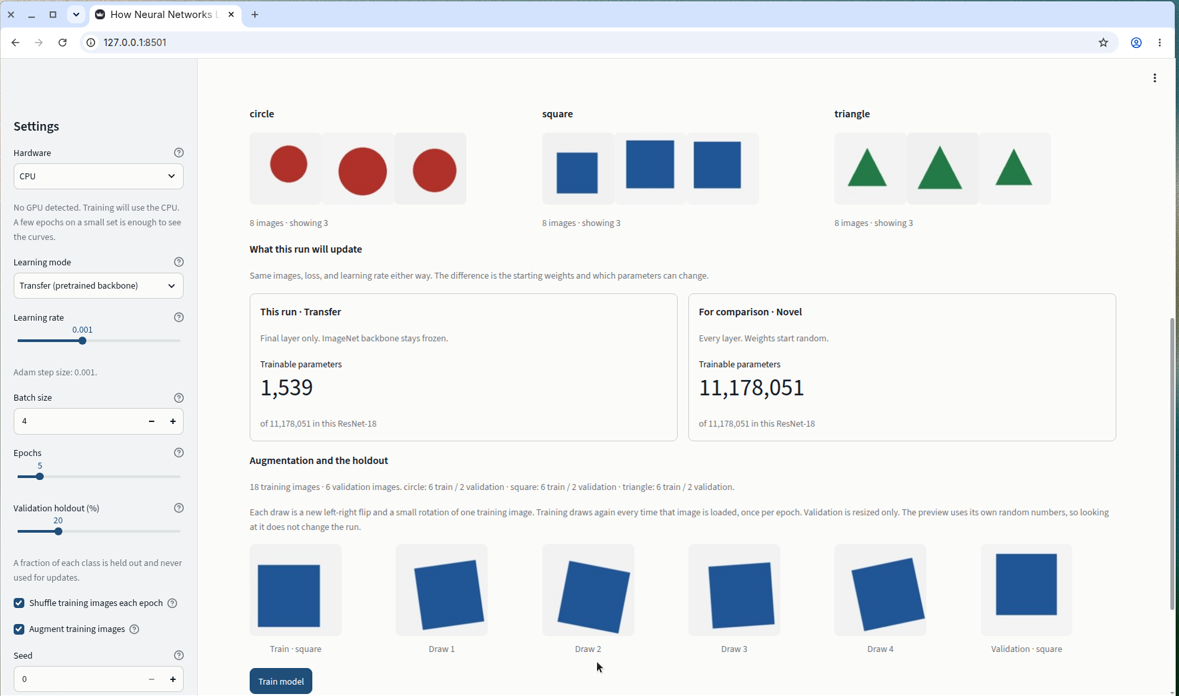 How Neural Networks L
127.0.0.1:8501
Settings
Hardware
CPU
No GPU detected. Training will use the CPU.
A few epochs on a small set is enough to see
the curves.
Learning mode
Transfer (pretrained backbone)
Learning rate
0.001
Adam step size: 0.001.
Batch size
4
Epochs
5
Validation holdout (%)
20
A fraction of each class is held out and never
used for updates.
Shuffle training images each epoch
Augment training images
Seed
0
circle
square
triangle
8 images · showing 3
8 images · showing 3
8 images · showing 3
What this run will update
Same images, loss, and learning rate either way. The difference is the starting weights and which parameters can change.
This run · Transfer
Final layer only. ImageNet backbone stays frozen.
Trainable parameters
1,539
of 11,178,051 in this ResNet-18
For comparison · Novel
Every layer. Weights start random.
Trainable parameters
11,178,051
of 11,178,051 in this ResNet-18
Augmentation and the holdout
18 training images · 6 validation images. circle: 6 train / 2 validation · square: 6 train / 2 validation · triangle: 6 train / 2 validation.
Each draw is a new left-right flip and a small rotation of one training image. Training draws again every time that image is loaded, once per epoch. Validation is resized only. The preview uses its own random numbers, so looking
at it does not change the run.
Train · square
Draw 1
Draw 2
Draw 3
Draw 4
Validation · square
Train model